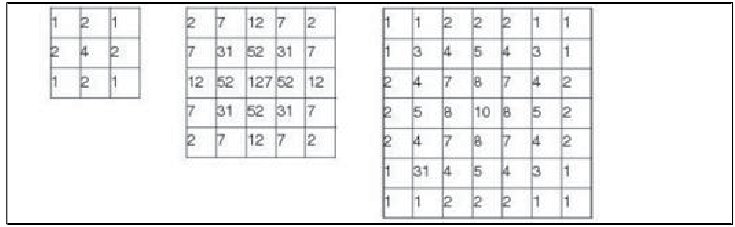 1 2 1
2 4 2
1 2 1
2 7 12 7 2
7 31 52 31 7
12 52 127 52 12
7 31 52 31 7
2 7 12 7 2
1 1 2 2 2 1 1
1 3 4 5 4 3 1
2 4 7 8 7 4 2
2 5 8 10 8 5 2
2 4 7 8 7 4 2
1 31 4 5 4 3 1
1 1 2 2 2 1 1